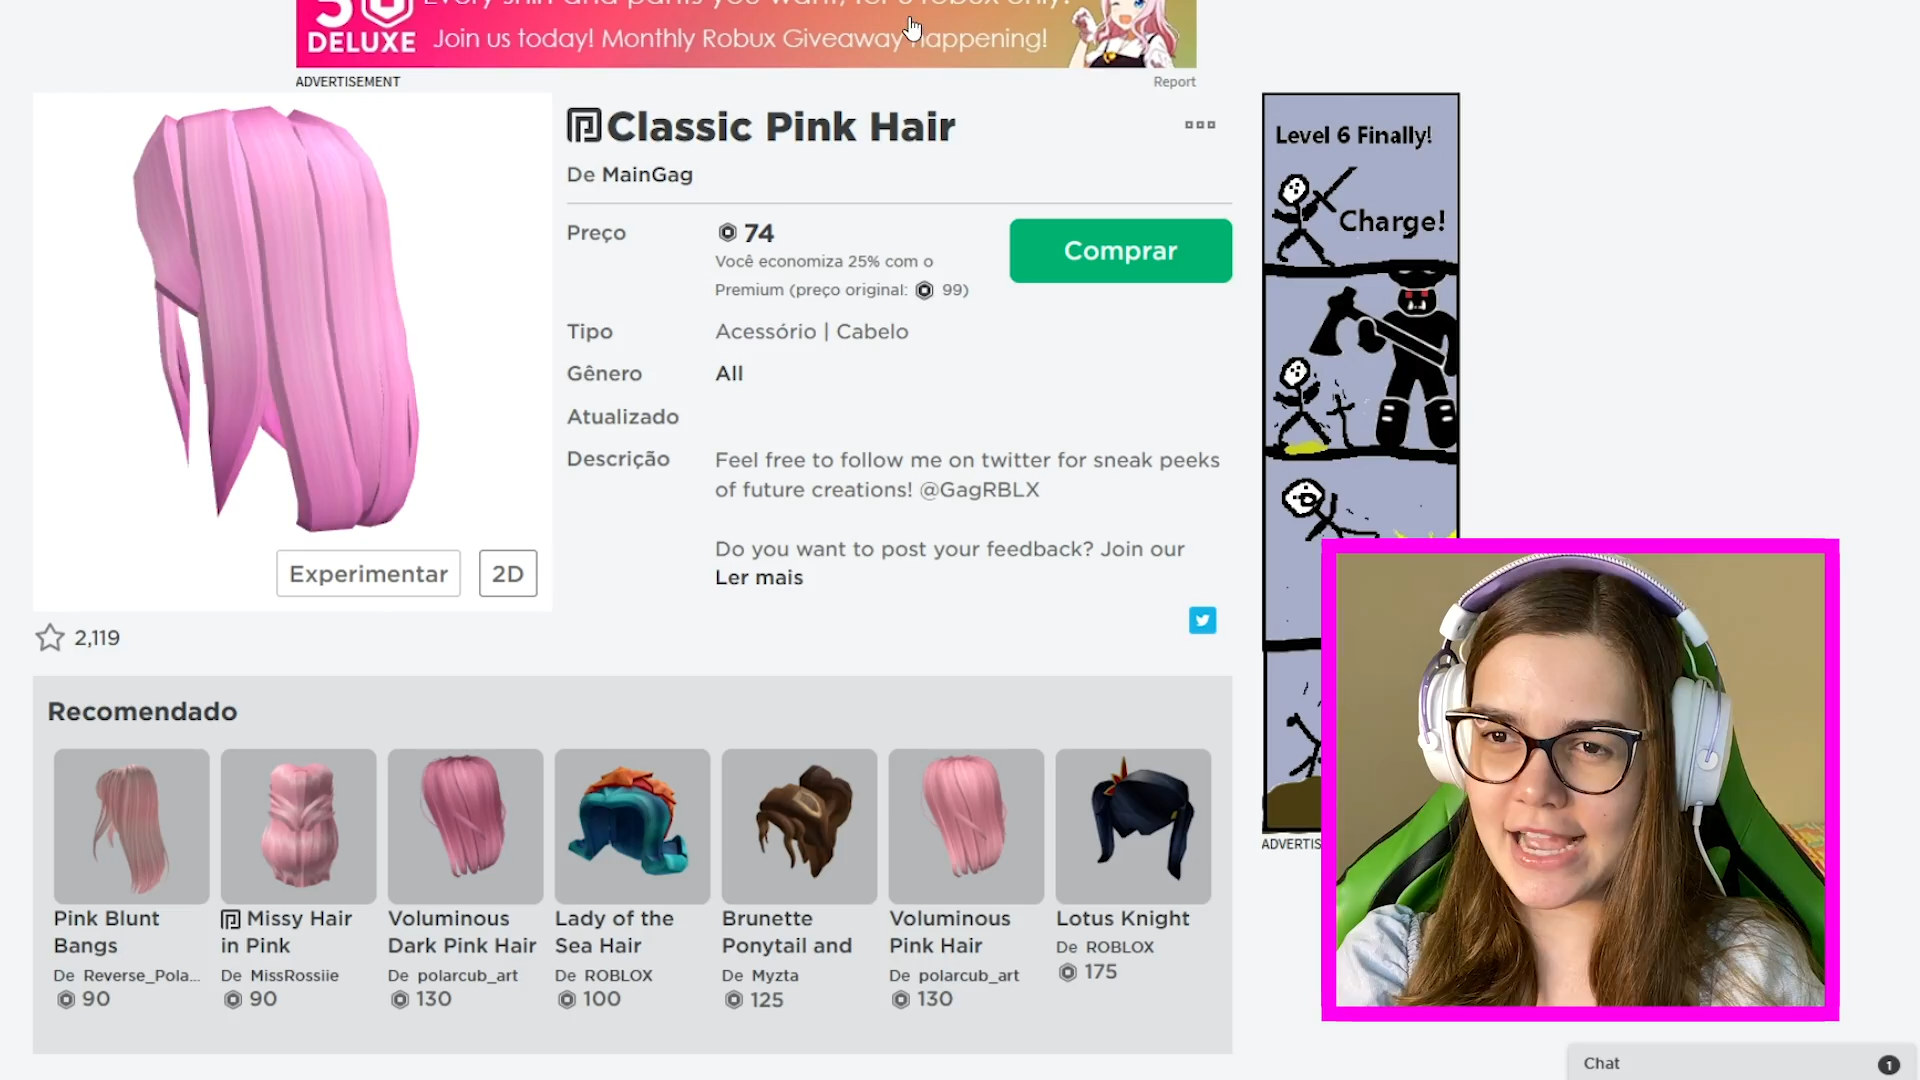 DELUXE
Join us today! Monthly Robux Giveaway happening!
ADVERTISEMENT
Report
Classic Pink Hair
De MainGag
Preço
74
Comprar
Você economiza 25% com o
Premium (preço original: 99)
Tipo
Acessório | Cabelo
Gênero
All
Atualizado
Descrição
Feel free to follow me on twitter for sneak peeks
of future creations! @GagRBLX
Do you want to post your feedback? Join our
Ler mais
Experimentar
2D
2,119
Level 6 Finally!
Charge!
Recomendado
Pink Blunt
Bangs
De Reverse_Pola...
90
Missy Hair
in Pink
De MissRossiie
90
Voluminous
Dark Pink Hair
De polarcub_art
130
Lady of the
Sea Hair
De ROBLOX
100
Brunette
Ponytail and
De Myzta
125
Voluminous
Pink Hair
De polarcub_art
130
Lotus Knight
De ROBLOX
175
ADVERTIS
Chat
1